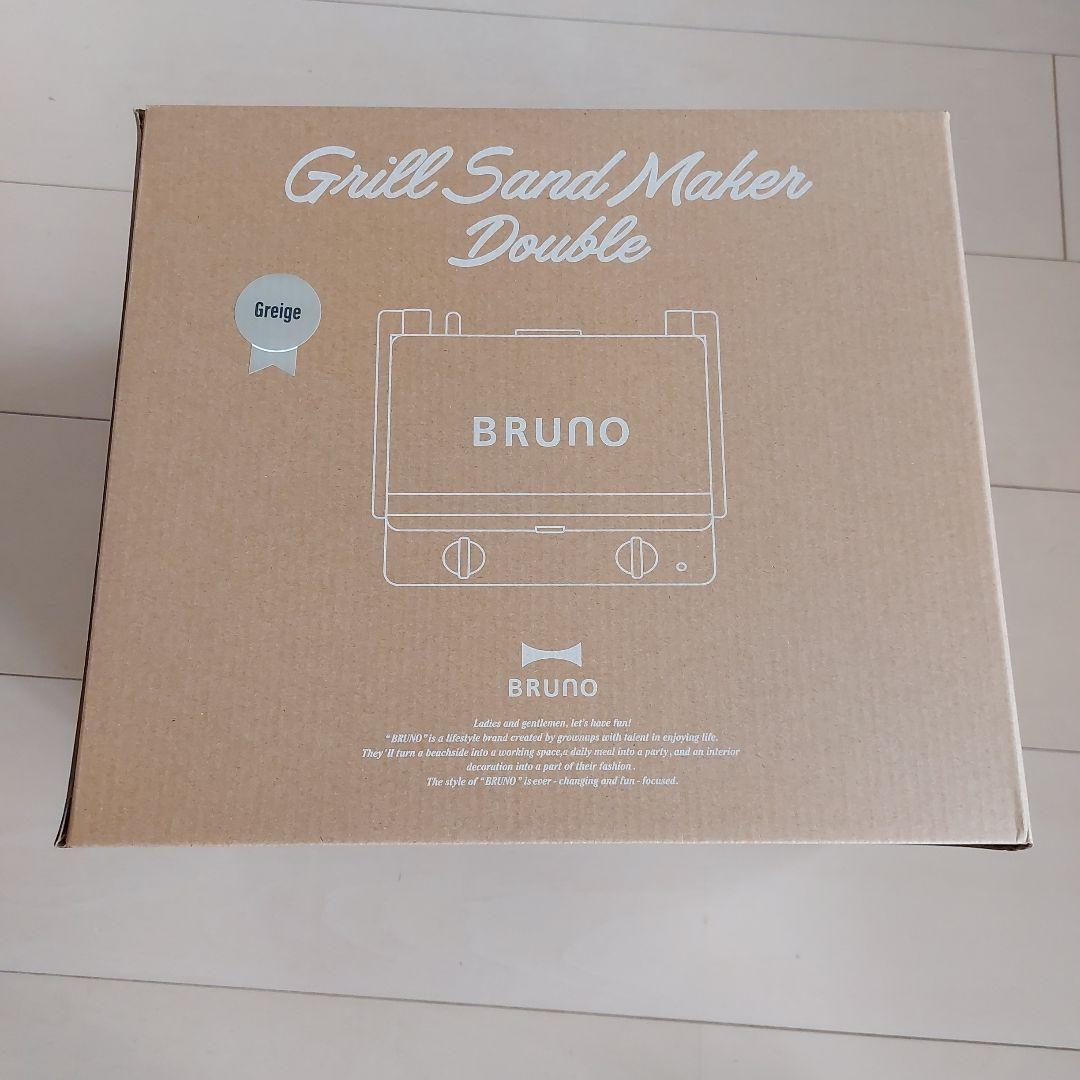 Grill Sand Maker
Double
Greige
BRUNO
BRUNO
Ladies and gentlemen, let's have fun!
"BRUNO" is a lifestyle brand created by grownups with talent in enjoying life.
They'll turn a beachside into a working space,a daily meal into a party, and an interior
decoration into a part of their fashion .
The style of "BRUNO" is ever - changing and fun - focused.